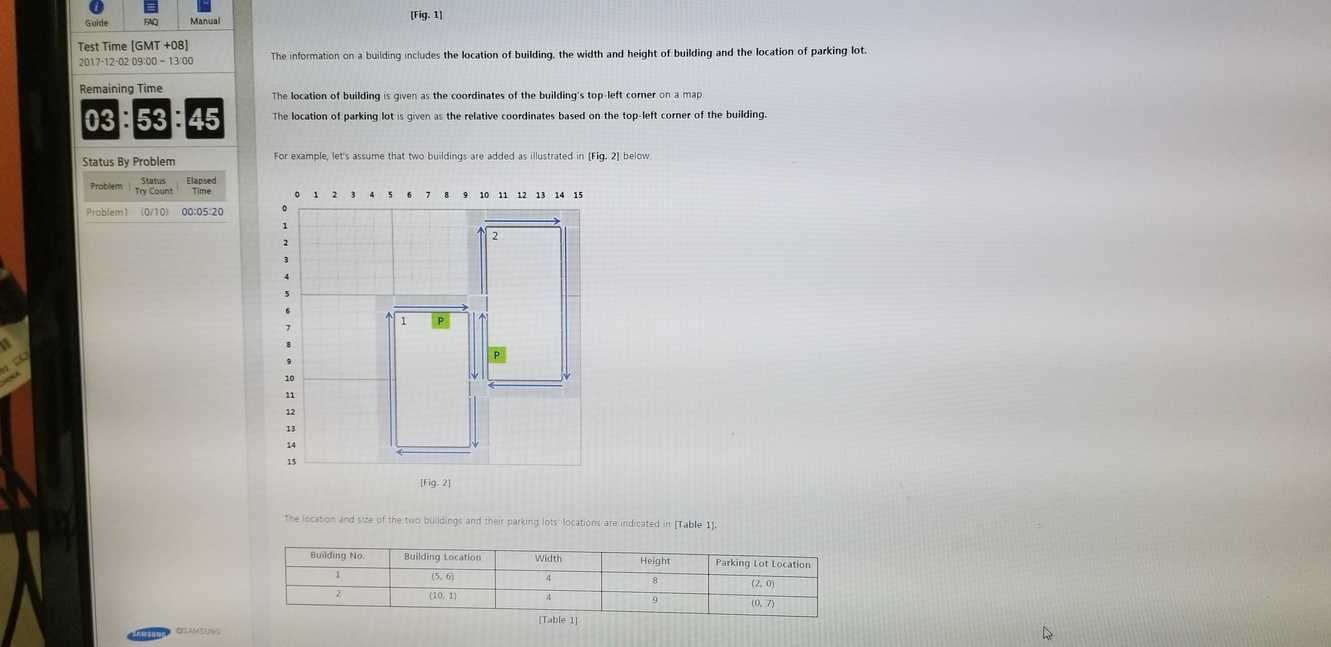 Guide FAQ Manual
Test Time [GMT +08]
2017-12-02 09:00 ~ 13:00
Remaining Time
03 : 53 : 45
Status By Problem
Problem Status Try Count Elapsed Time
Problem1 (0/10) 00:05:20
SAMSUNG ©SAMSUNG
[Fig. 1]
The information on a building includes the location of building, the width and height of building and the location of parking lot.
The location of building is given as the coordinates of the building's top-left corner on a map.
The location of parking lot is given as the relative coordinates based on the top-left corner of the building.
For example, let's assume that two buildings are added as illustrated in [Fig. 2] below.
0 1 2 3 4 5 6 7 8 9 10 11 12 13 14 15
0
1
2
3
4
5
6
7
8
9
10
11
12
13
14
15
2
1 P
P
[Fig. 2]
The location and size of the two buildings and their parking lots' locations are indicated in [Table 1].
Building No. Building Location Width Height Parking Lot Location
1 (5, 6) 4 8 (2, 0)
2 (10, 1) 4 9 (0, 7)
[Table 1]